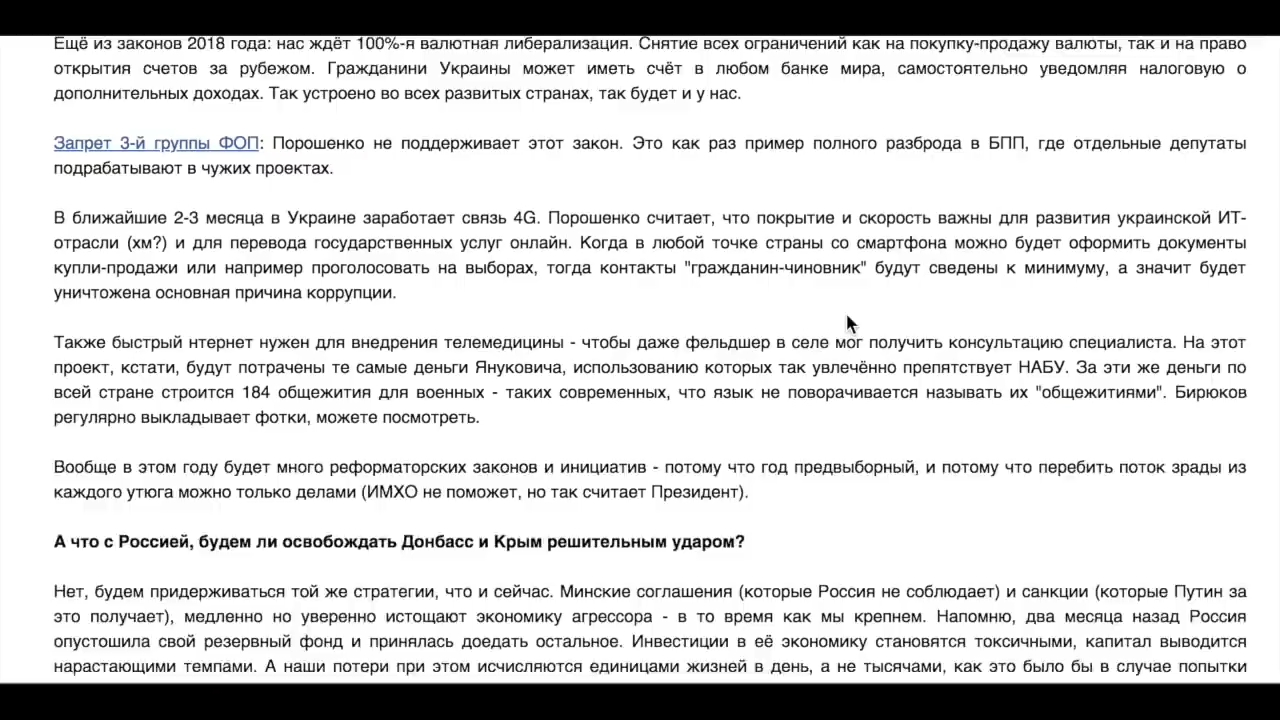 Ещё из законов 2018 года: нас ждёт 100%-я валютная либерализация. Снятие всех ограничений как на покупку-продажу валюты, так и на право
открытия счетов за рубежом. Гражданини Украины может иметь счёт в любом банке мира, самостоятельно уведомляя налоговую о
дополнительных доходах. Так устроено во всех развитых странах, так будет и у нас.
Запрет 3-й группы ФОП: Порошенко не поддерживает этот закон. Это как раз пример полного разброда в БПП, где отдельные депутаты
подрабатывают в чужих проектах.
В ближайшие 2-3 месяца в Украине заработает связь 4G. Порошенко считает, что покрытие и скорость важны для развития украинской ИТ-
отрасли (хм?) и для перевода государственных услуг онлайн. Когда в любой точке страны со смартфона можно будет оформить документы
купли-продажи или например проголосовать на выборах, тогда контакты "гражданин-чиновник" будут сведены к минимуму, а значит будет
уничтожена основная причина коррупции.
Также быстрый нтернет нужен для внедрения телемедицины - чтобы даже фельдшер в селе мог получить консультацию специалиста. На этот
проект, кстати, будут потрачены те самые деньги Януковича, использованию которых так увлечённо препятствует НАБУ. За эти же деньги по
всей стране строится 184 общежития для военных - таких современных, что язык не поворачивается называть их "общежитиями". Бирюков
регулярно выкладывает фотки, можете посмотреть.
Вообще в этом году будет много реформаторских законов и инициатив - потому что год предвыборный, и потому что перебить поток зрады из
каждого утюга можно только делами (ИМХО не поможет, но так считает Президент).
А что с Россией, будем ли освобождать Донбасс и Крым решительным ударом?
Нет, будем придерживаться той же стратегии, что и сейчас. Минские соглашения (которые Россия не соблюдает) и санкции (которые Путин за
это получает), медленно но уверенно истощают экономику агрессора - в то время как мы крепнем. Напомню, два месяца назад Россия
опустошила свой резервный фонд и принялась доедать остальное. Инвестиции в её экономику становятся токсичными, капитал выводится
нарастающими темпами. А наши потери при этом исчисляются единицами жизней в день, а не тысячами, как это было бы в случае попытки